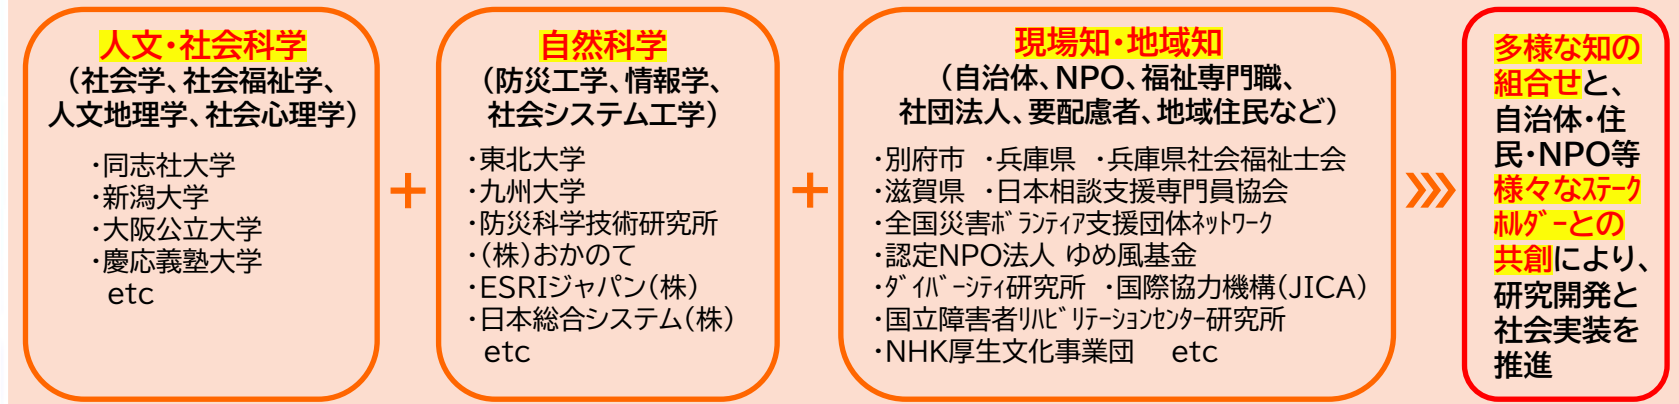 人文・社会科学
(社会学、社会福祉学、
人文地理学、社会心理学)
・同志社大学
・新潟大学
・大阪公立大学
・慶応義塾大学
etc
+
自然科学
(防災工学、情報学、
社会システム工学)
・東北大学
・九州大学
・防災科学技術研究所
・(株)おかのて
・ESRIジャパン(株)
・日本総合システム(株)
etc
+
現場知・地域知
(自治体、NPO、福祉専門職、
社団法人、要配慮者、地域住民など)
・別府市 ・兵庫県 ・兵庫県社会福祉士会
・滋賀県 ・日本相談支援専門員協会
・全国災害ボランティア支援団体ネットワーク
・認定NPO法人 ゆめ風基金
・ダイバーシティ研究所 ・国際協力機構(JICA)
・国立障害者リハビリテーションセンター研究所
・NHK厚生文化事業団 etc
多様な知の
組合せと、
自治体・住
民・NPO等
様々なステーク
ホルダーとの
共創により、
研究開発と
社会実装を
推進